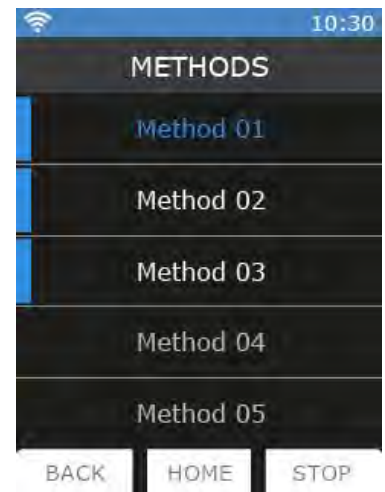 10:30
METHODS
Method 01
Method 02
Method 03
Method 04
Method 05
BACK HOME STOP